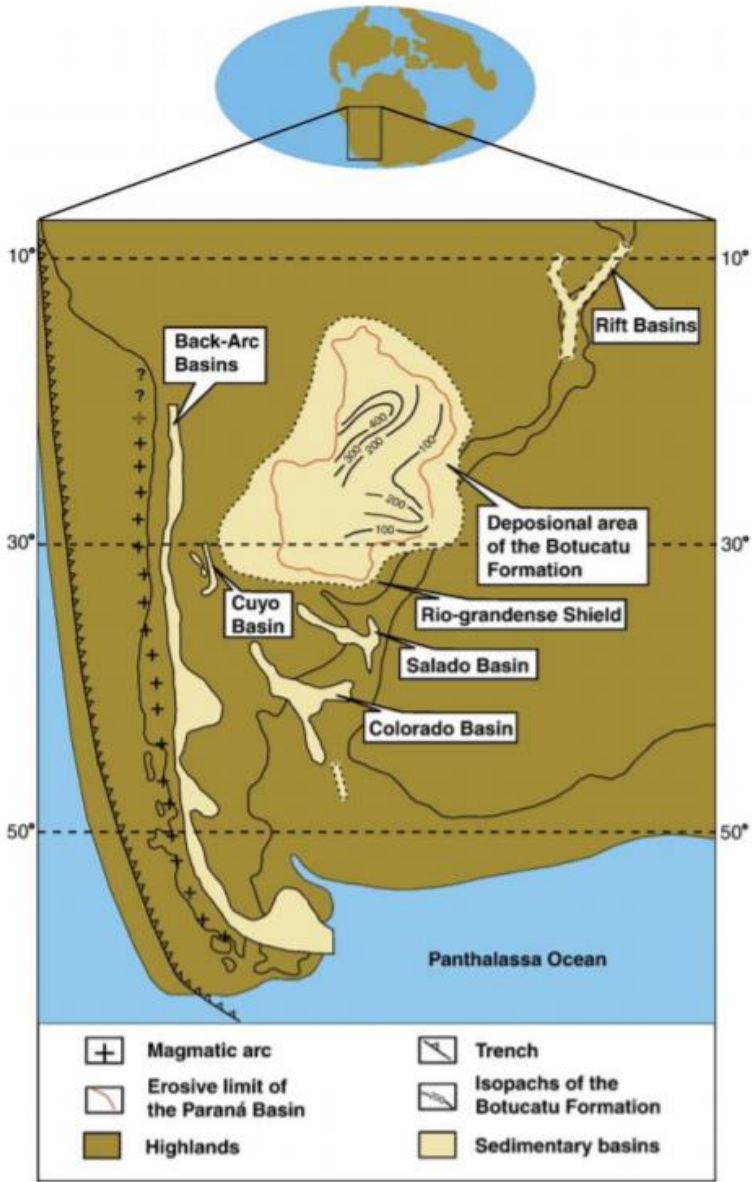 10°
10°
Rift Basins
Back-Arc
Basins
?
?
400
300
200
100
200
100
Deposional area
of the Botucatu
Formation
30°
30°
Cuyo
Basin
Rio-grandense Shield
Salado Basin
Colorado Basin
50°
50°
Panthalassa Ocean
Magmatic arc
Trench
Erosive limit of
the Paraná Basin
Isopachs of the
Botucatu Formation
Highlands
Sedimentary basins